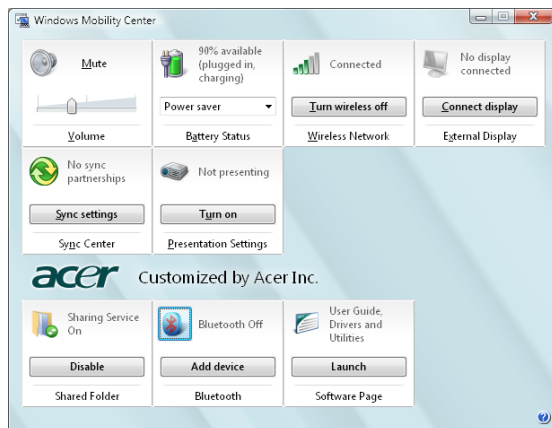 Windows Mobility Center
Mute
Volume
90% available
(plugged in,
charging)
Power saver
Battery Status
Connected
Turn wireless off
Wireless Network
No display
connected
Connect display
External Display
No sync
partnerships
Sync settings
Sync Center
Not presenting
Turn on
Presentation Settings
acer Customized by Acer Inc.
Sharing Service
On
Disable
Shared Folder
Bluetooth Off
Add device
Bluetooth
User Guide,
Drivers and
Utilities
Launch
Software Page